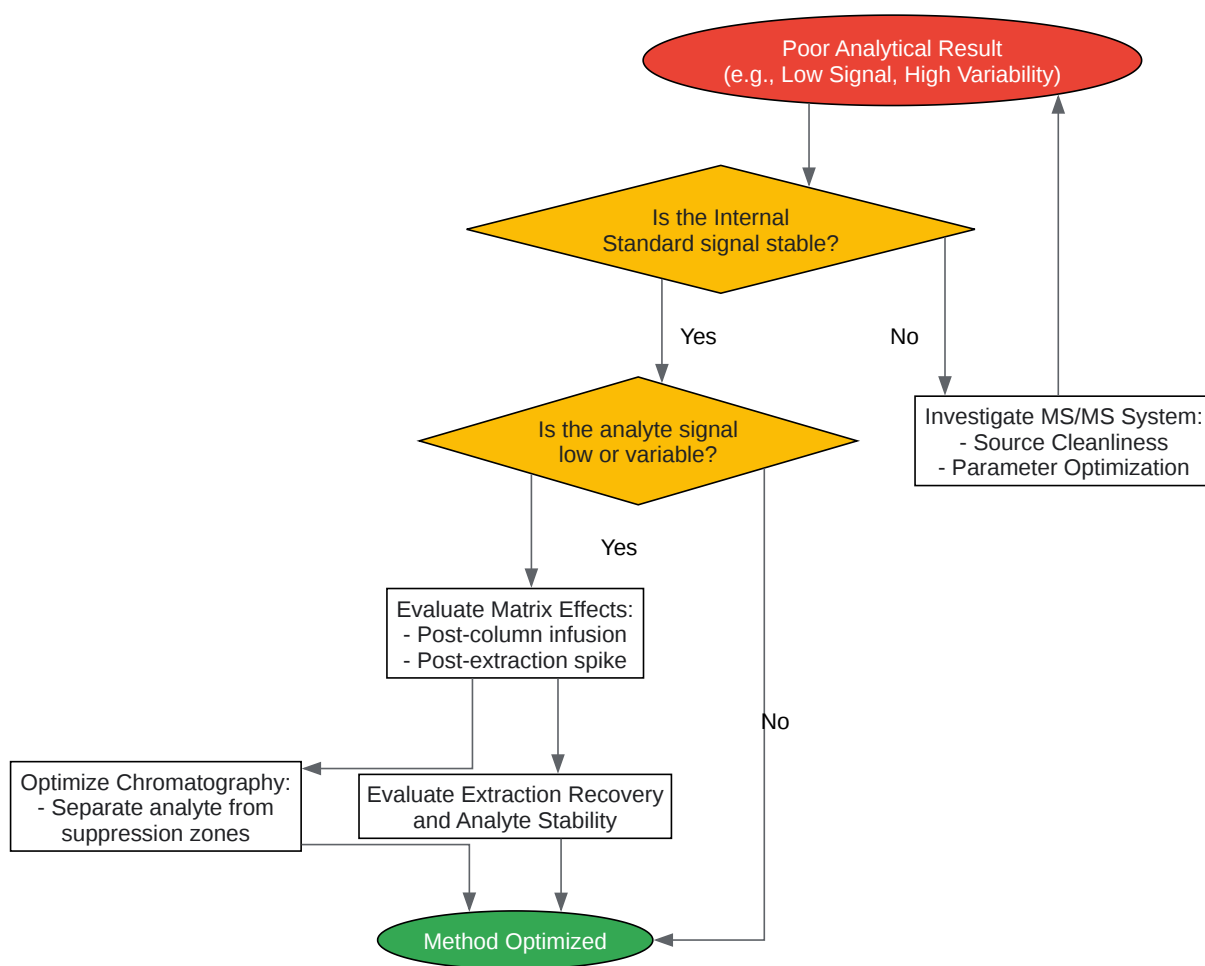 Poor Analytical Result
(e.g., Low Signal, High Variability)
Is the Internal
Standard signal stable?
Yes
No
Is the analyte signal
low or variable?
Investigate MS/MS System:
- Source Cleanliness
- Parameter Optimization
Yes
Evaluate Matrix Effects:
- Post-column infusion
- Post-extraction spike
No
Optimize Chromatography:
- Separate analyte from
suppression zones
Evaluate Extraction Recovery
and Analyte Stability
Method Optimized